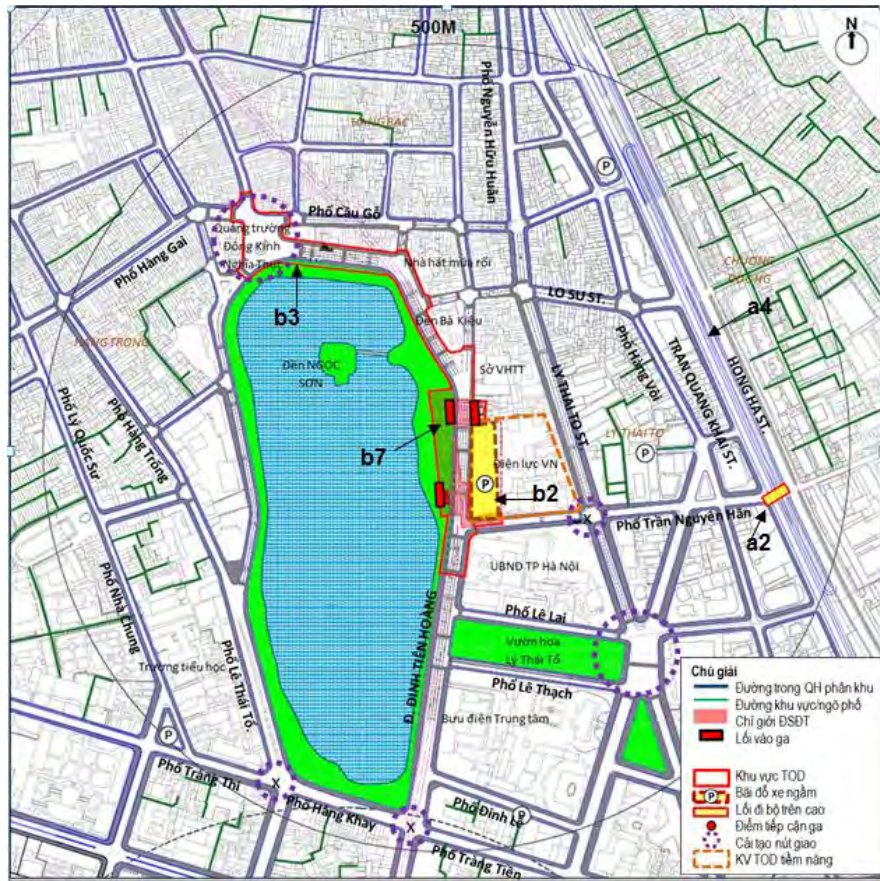 500M
N
Phố Nguyễn Hữu Huân
HÀNG BẠC
P
Phố Cầu Gỗ
Quảng trường
Đông Kinh
Nghĩa Thục
Phố Hàng Gai
Nhà hát múa rối
CHƯƠNG
DƯƠNG
b3
LO SU ST.
a4
Đền Bà Kiệu
HÀNG TRỐNG
Đền NGỌC
SƠN
Sở VHTT
Phố Hàng Vôi
TRẦN QUANG KHẢI ST.
HONG HA ST.
LY THAI TO ST.
Phố Lý Quốc Sư
Phố Hàng Trống
LÝ THÁI TỔ
P
b7
Điện lực VN
P
b2
X
Phố Trần Nguyên Hãn
a2
UBND TP Hà Nội
Phố Nhà Chung
Phố Lê Thái Tổ
Trường tiểu học
Đ. ĐINH TIÊN HOÀNG
Phố Lê Lai
Vườn hoa
Lý Thái Tổ
Phố Lê Thạch
Bưu điện Trung tâm
P
Phố Tràng Thi
X
Phố Hàng Khay
X
Phố Đinh Lễ
P
Phố Tràng Tiền
Chú giải
Đường trong QH phân khu
Đường khu vực/ngõ phố
Chỉ giới ĐSĐT
Lối vào ga
Khu vực TOD
P
Bãi đỗ xe ngầm
Lối đi bộ trên cao
Điểm tiếp cận ga
Cải tạo nút giao
KV TOD tiềm năng